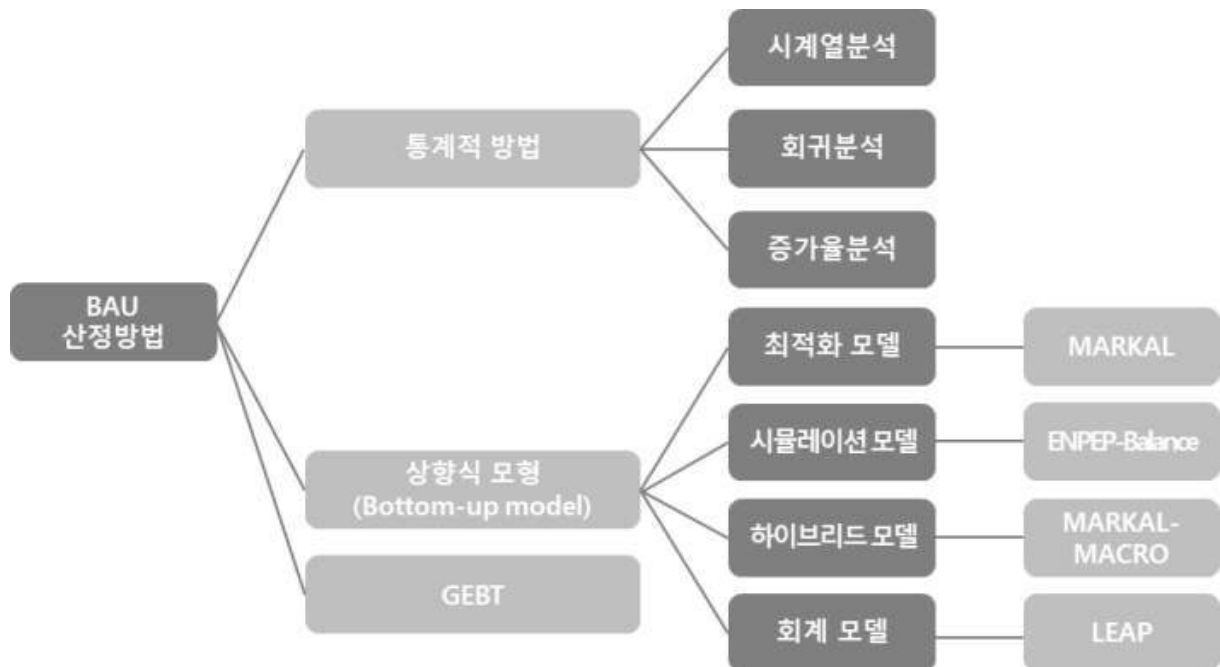 BAU
산정방법
통계적 방법
시계열분석
회귀분석
증가율분석
상향식 모형
(Bottom-up model)
최적화 모델
MARKAL
시뮬레이션 모델
ENPEP-Balance
하이브리드 모델
MARKAL-
MACRO
회계 모델
LEAP
GEBT